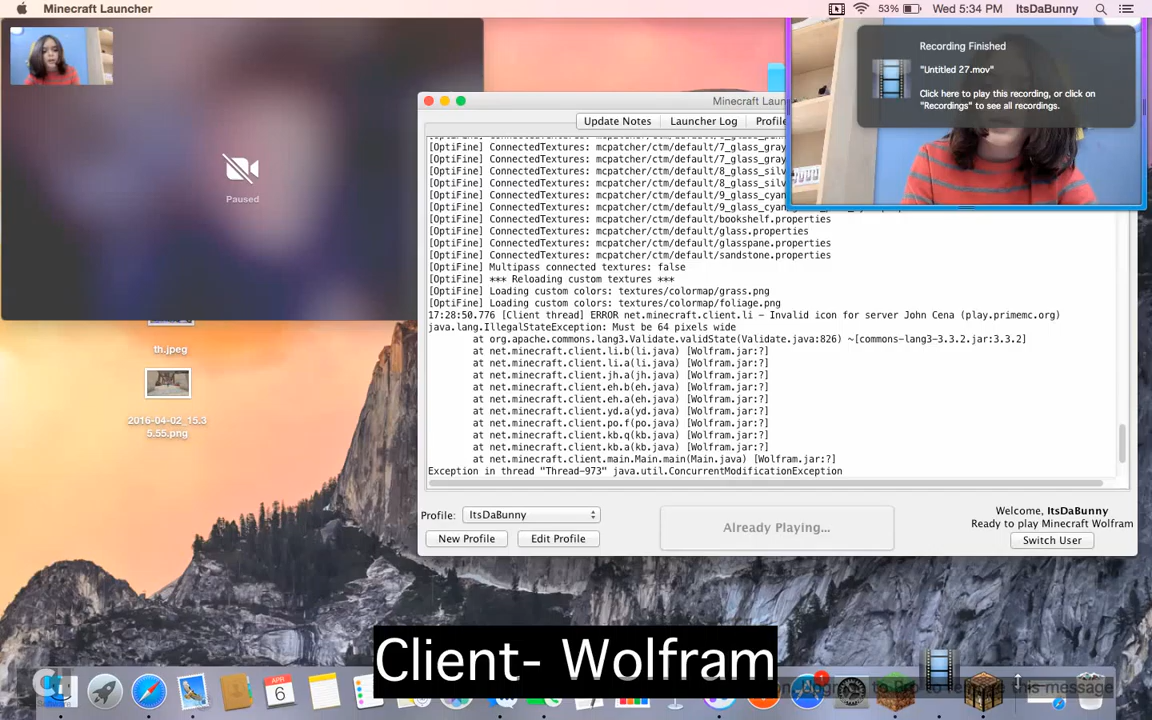 Minecraft Launcher
53%
Wed 5:34 PM
ItsDaBunny
Recording Finished
"Untitled 27.mov"
Click here to play this recording, or click on
"Recordings" to see all recordings.
Paused
th.jpeg
2016-04-02_15.3
5.55.png
Minecraft Laun
Update Notes
Launcher Log
Profile
[OptiFine] ConnectedTextures: mcpatcher/ctm/default/7_glass_gray
[OptiFine] ConnectedTextures: mcpatcher/ctm/default/7_glass_gray
[OptiFine] ConnectedTextures: mcpatcher/ctm/default/8_glass_silv
[OptiFine] ConnectedTextures: mcpatcher/ctm/default/8_glass_silv
[OptiFine] ConnectedTextures: mcpatcher/ctm/default/9_glass_cyan
[OptiFine] ConnectedTextures: mcpatcher/ctm/default/9_glass_cyan
[OptiFine] ConnectedTextures: mcpatcher/ctm/default/bookshelf.properties
[OptiFine] ConnectedTextures: mcpatcher/ctm/default/glass.properties
[OptiFine] ConnectedTextures: mcpatcher/ctm/default/glasspane.properties
[OptiFine] ConnectedTextures: mcpatcher/ctm/default/sandstone.properties
[OptiFine] Multipass connected textures: false
[OptiFine] *** Reloading custom textures ***
[OptiFine] Loading custom colors: textures/colormap/grass.png
[OptiFine] Loading custom colors: textures/colormap/foliage.png
17:28:50.776 [Client thread] ERROR net.minecraft.client.li - Invalid icon for server John Cena (play.primemc.org)
java.lang.IllegalStateException: Must be 64 pixels wide
at org.apache.commons.lang3.Validate.validState(Validate.java:826) ~[commons-lang3-3.3.2.jar:3.3.2]
at net.minecraft.client.li.b(li.java) [Wolfram.jar:?]
at net.minecraft.client.li.a(li.java) [Wolfram.jar:?]
at net.minecraft.client.jh.a(jh.java) [Wolfram.jar:?]
at net.minecraft.client.eh.b(eh.java) [Wolfram.jar:?]
at net.minecraft.client.eh.a(eh.java) [Wolfram.jar:?]
at net.minecraft.client.yd.a(yd.java) [Wolfram.jar:?]
at net.minecraft.client.po.f(po.java) [Wolfram.jar:?]
at net.minecraft.client.kb.q(kb.java) [Wolfram.jar:?]
at net.minecraft.client.kb.a(kb.java) [Wolfram.jar:?]
at net.minecraft.client.main.Main.main(Main.java) [Wolfram.jar:?]
Exception in thread "Thread-973" java.util.ConcurrentModificationException
Profile:
ItsDaBunny
New Profile
Edit Profile
Already Playing...
Welcome, ItsDaBunny
Ready to play Minecraft Wolfram
Switch User
Client- Wolfram
APR
6
1
Upgrade to Pro to remove this message